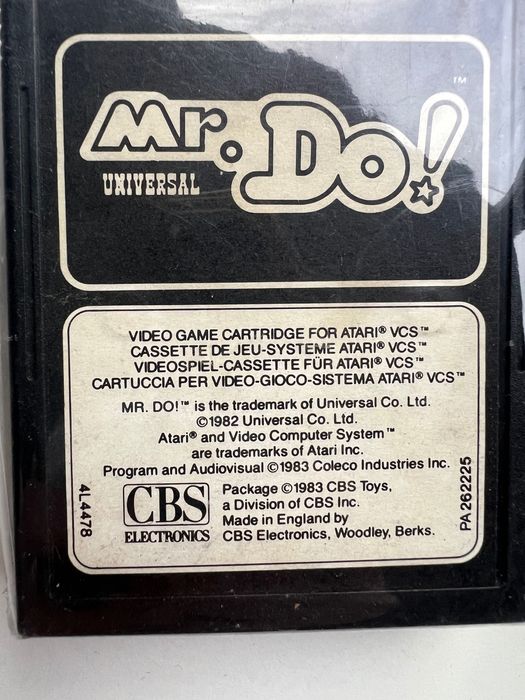 TM
Mr. Do!
UNIVERSAL
VIDEO GAME CARTRIDGE FOR ATARI® VCS™
CASSETTE DE JEU-SYSTEME ATARI® VCS™
VIDEOSPIEL-CASSETTE FÜR ATARI® VCS™
CARTUCCIA PER VIDEO-GIOCO-SISTEMA ATARI® VCS™
MR. DO!™ is the trademark of Universal Co. Ltd.
©1982 Universal Co. Ltd.
Atari® and Video Computer System™
are trademarks of Atari Inc.
Program and Audiovisual ©1983 Coleco Industries Inc.
4L4478
CBS
ELECTRONICS
Package ©1983 CBS Toys,
a Division of CBS Inc.
Made in England by
CBS Electronics, Woodley, Berks.
PA262225